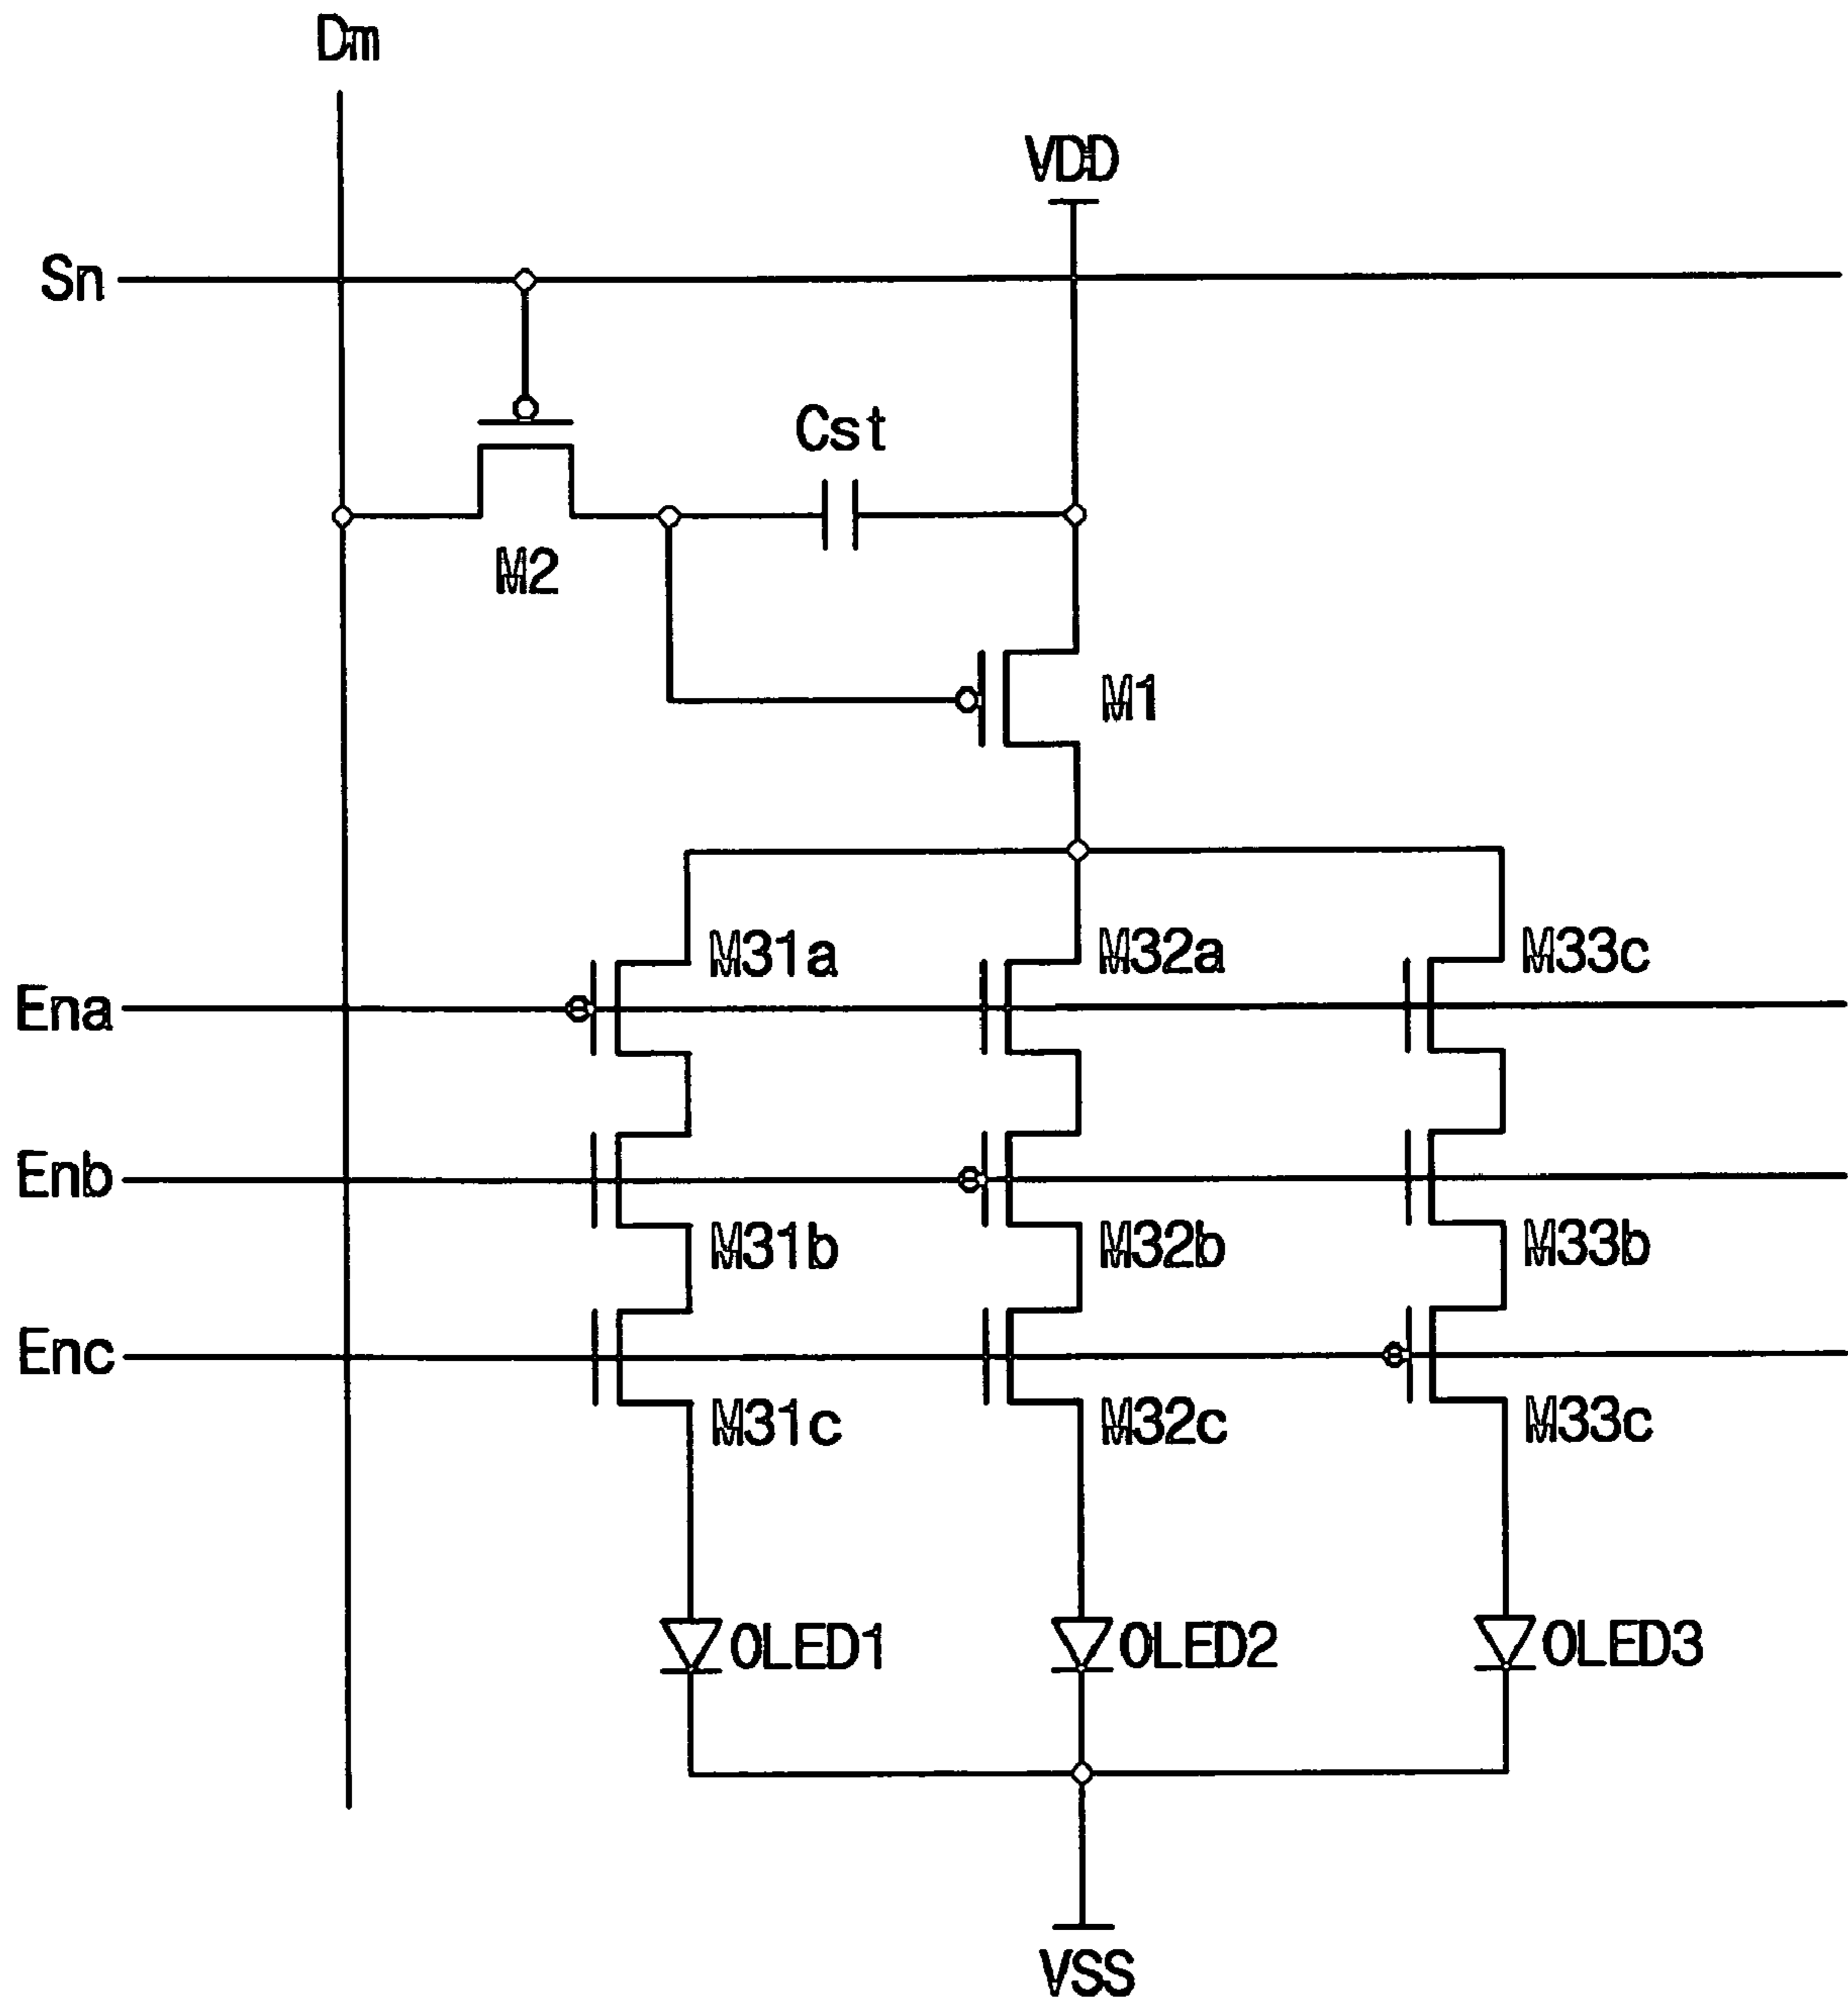 Dm
VDD
Sn
Cst
M2
M1
M31a
M32a
M33c
Ena
Enb
M31b
M32b
M33b
Enc
M31c
M32c
M33c
OLED1
OLED2
OLED3
VSS